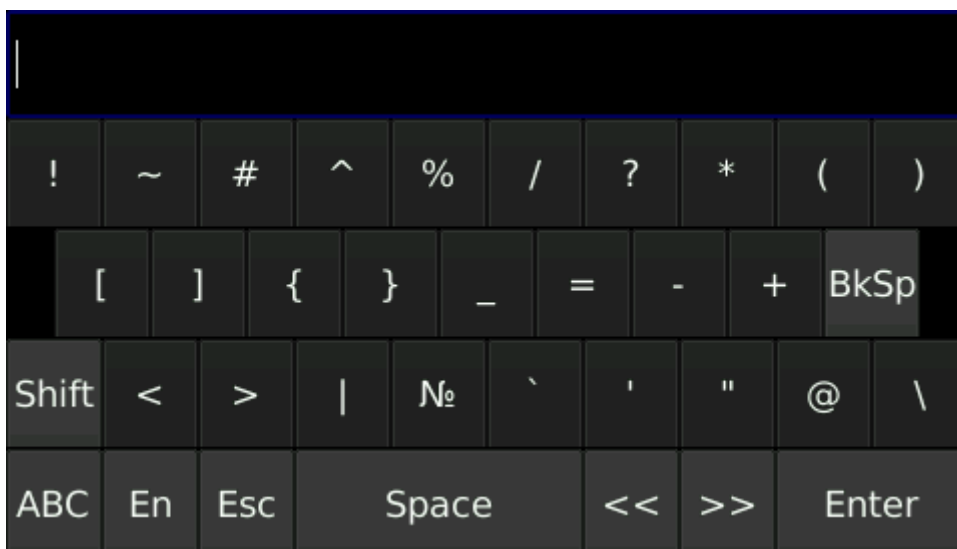 ! ~ # ^ % / ? * ( )
[ ] { } _ = - + BkSp
Shift < > | № ` ' " @ \
ABC En Esc Space << >> Enter